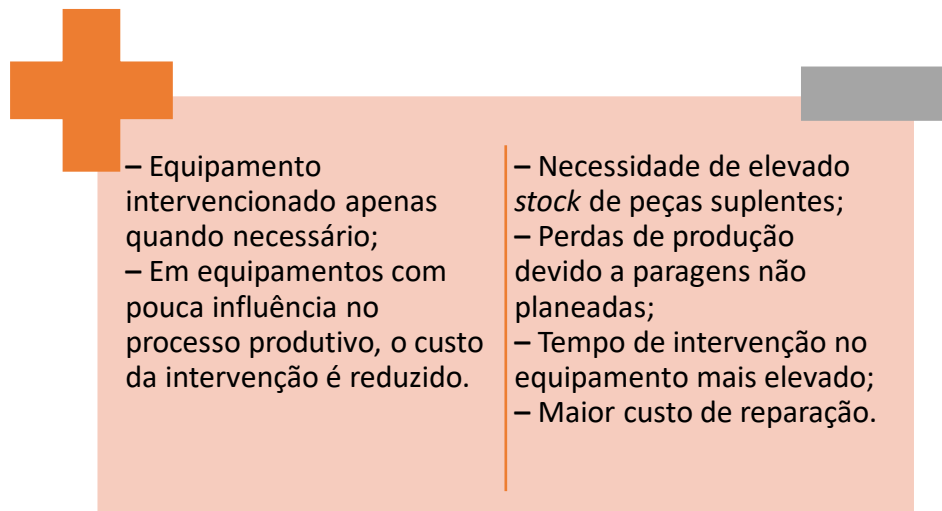 – Equipamento
intervencionado apenas
quando necessário;
– Em equipamentos com
pouca influência no
processo produtivo, o custo
da intervenção é reduzido.
– Necessidade de elevado
stock de peças suplentes;
– Perdas de produção
devido a paragens não
planeadas;
– Tempo de intervenção no
equipamento mais elevado;
– Maior custo de reparação.